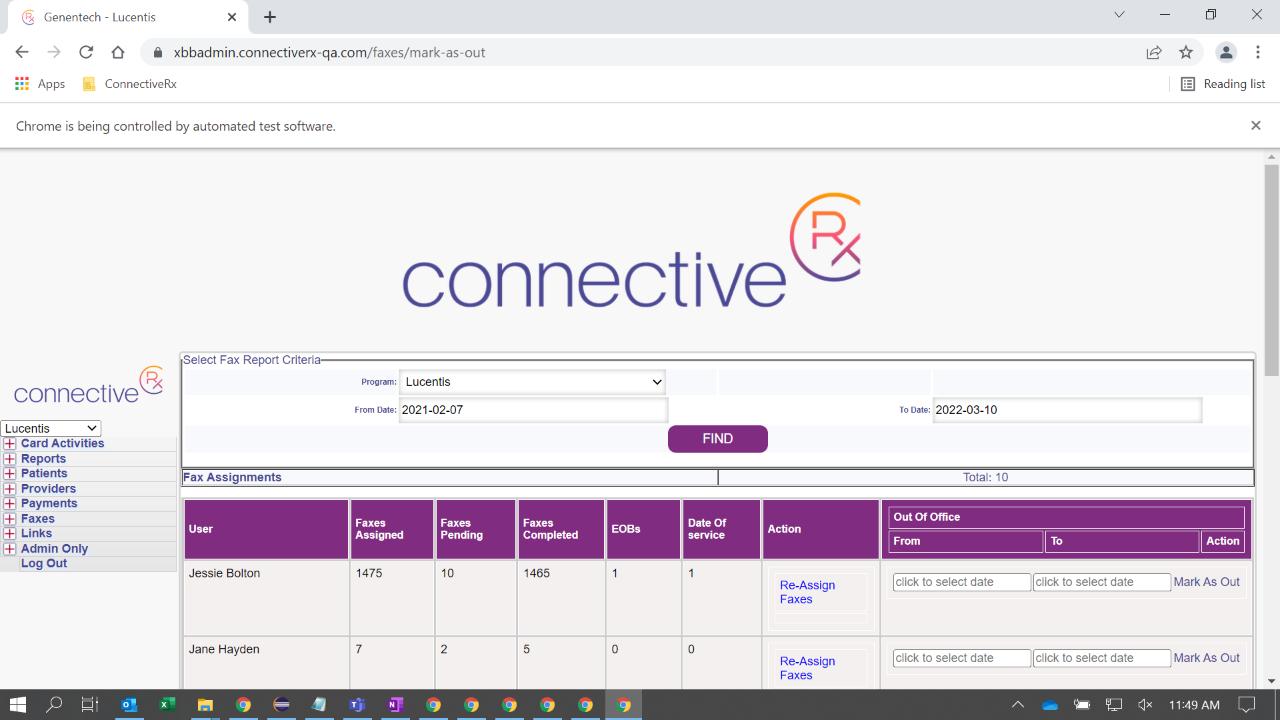 Genentech - Lucentis
xbbadmin.connectiverx-qa.com/faxes/mark-as-out
Apps
ConnectiveRx
Reading list
Chrome is being controlled by automated test software.
connective Rx
connective Rx
Lucentis
Card Activities
Reports
Patients
Providers
Payments
Faxes
Links
Admin Only
Log Out
Select Fax Report Criteria
Program: Lucentis
From Date: 2021-02-07 To Date: 2022-03-10
FIND
Fax Assignments Total: 10
User Faxes Assigned Faxes Pending Faxes Completed EOBs Date Of service Action Out Of Office
From To Action
Jessie Bolton 1475 10 1465 1 1 Re-Assign Faxes click to select date click to select date Mark As Out
Jane Hayden 7 2 5 0 0 Re-Assign Faxes click to select date click to select date Mark As Out
11:49 AM